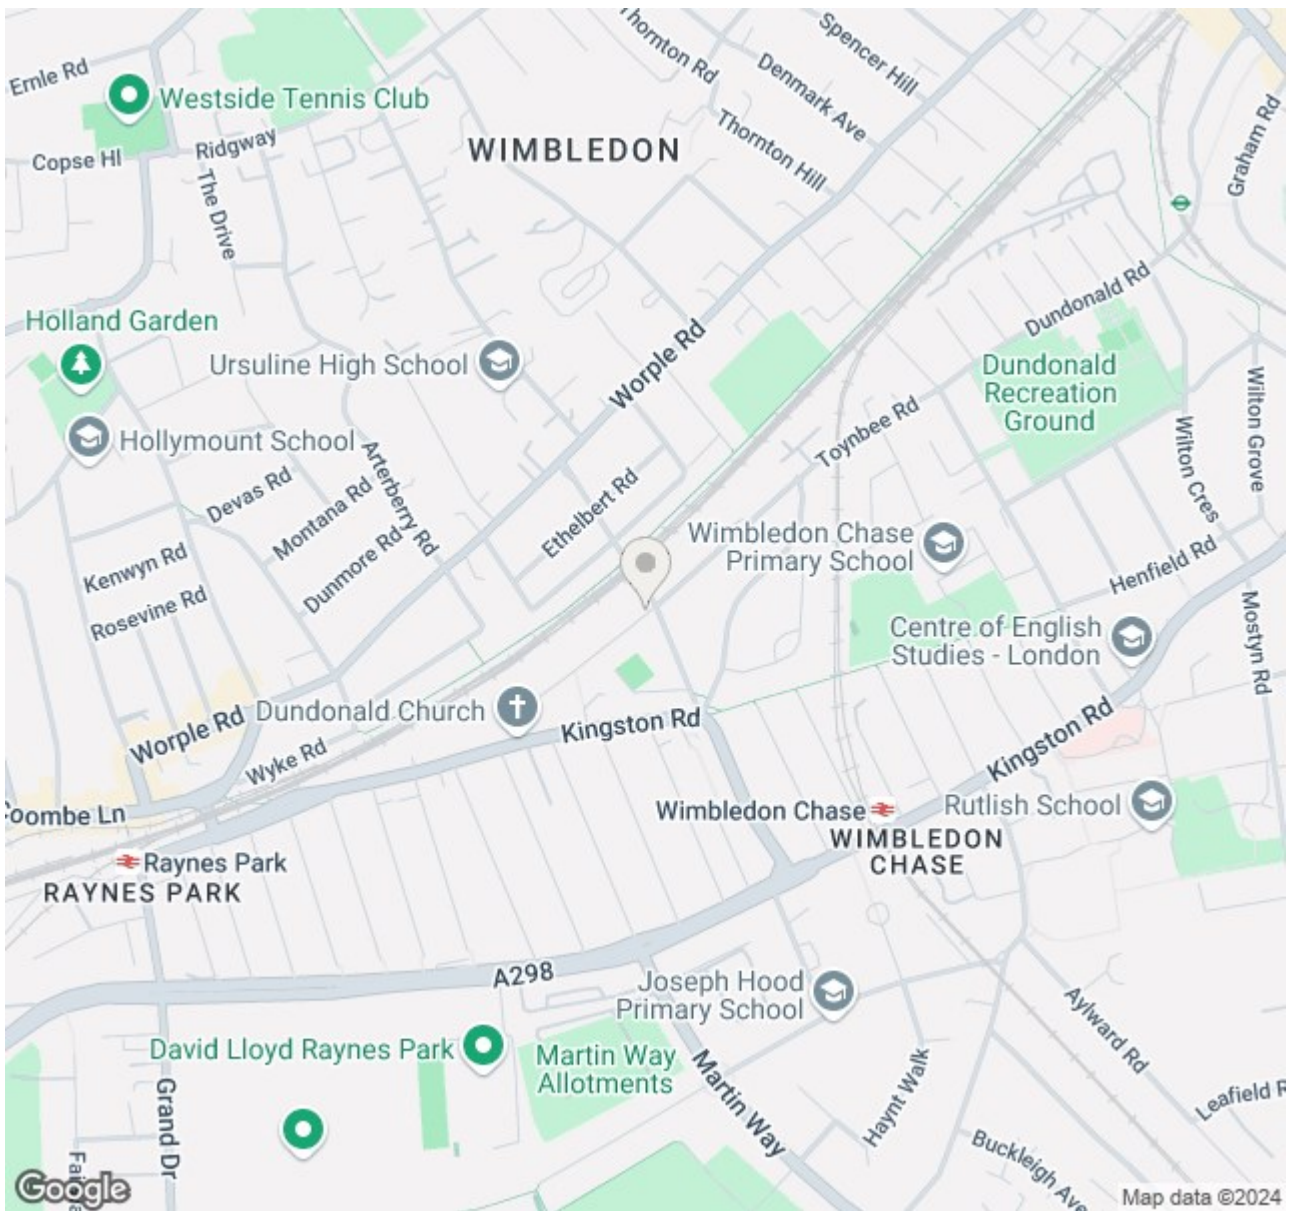 Ernle Rd
Westside Tennis Club
Copse Hl
Ridgway
The Drive
WIMBLEDON
Thornton Rd
Spencer Hill
Denmark Ave
Thornton Hill
Graham Rd
Holland Garden
Ursuline High School
Worple Rd
Dundonald Rd
Dundonald
Recreation
Ground
Hollymount School
Arterberry Rd
Devas Rd
Montana Rd
Dunmore Rd
Kenwyn Rd
Rosevine Rd
Ethelbert Rd
Toynbee Rd
Wilton Grove
Wilton Cres
Wimbledon Chase
Primary School
Henfield Rd
Mostyn Rd
Centre of English
Studies - London
Dundonald Church
Kingston Rd
Kingston Rd
Worple Rd
Wyke Rd
Coombe Ln
Wimbledon Chase
Rutlish School
WIMBLEDON
CHASE
Raynes Park
RAYNES PARK
A298
Joseph Hood
Primary School
Aylward Rd
David Lloyd Raynes Park
Martin Way
Allotments
Martin Way
Haynt Walk
Leafield R
Buckleigh Ave
Grand Dr
Google
Map data ©2024